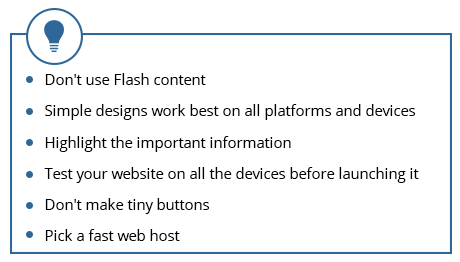 Don't use Flash content
Simple designs work best on all platforms and devices
Highlight the important information
Test your website on all the devices before launching it
Don't make tiny buttons
Pick a fast web host